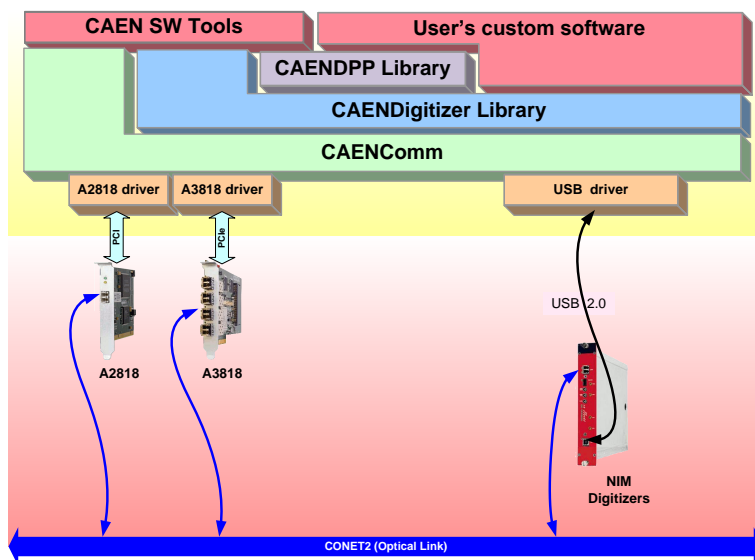 CAEN SW Tools
User's custom software
CAENDPP Library
CAENDigitizer Library
CAENComm
A2818 driver
A3818 driver
USB driver
PCI
PCIe
USB 2.0
A2818
A3818
NIM
Digitizers
CONET2 (Optical Link)